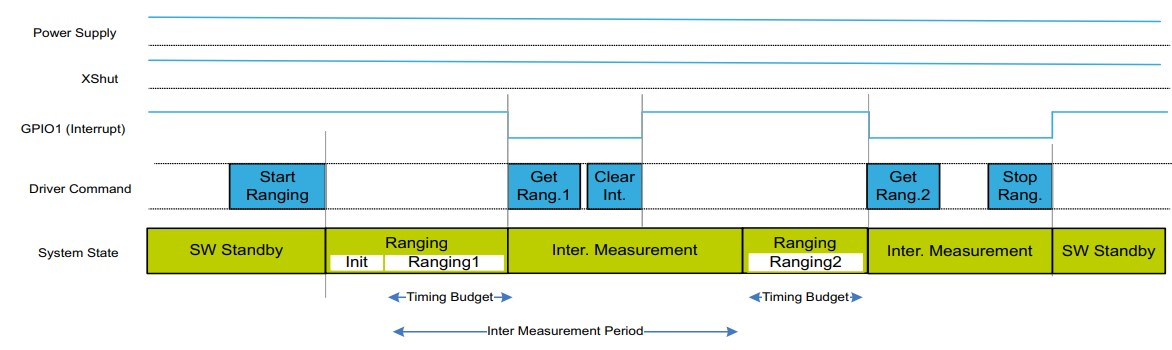 Power Supply
XShut
GPIO1 (Interrupt)
Driver Command
Start
Ranging
Get
Rang.1
Clear
Int.
Get
Rang.2
Stop
Rang.
System State
SW Standby
Ranging
Init
Ranging1
Inter. Measurement
Ranging
Ranging2
Inter. Measurement
SW Standby
Timing Budget
Timing Budget
Inter Measurement Period